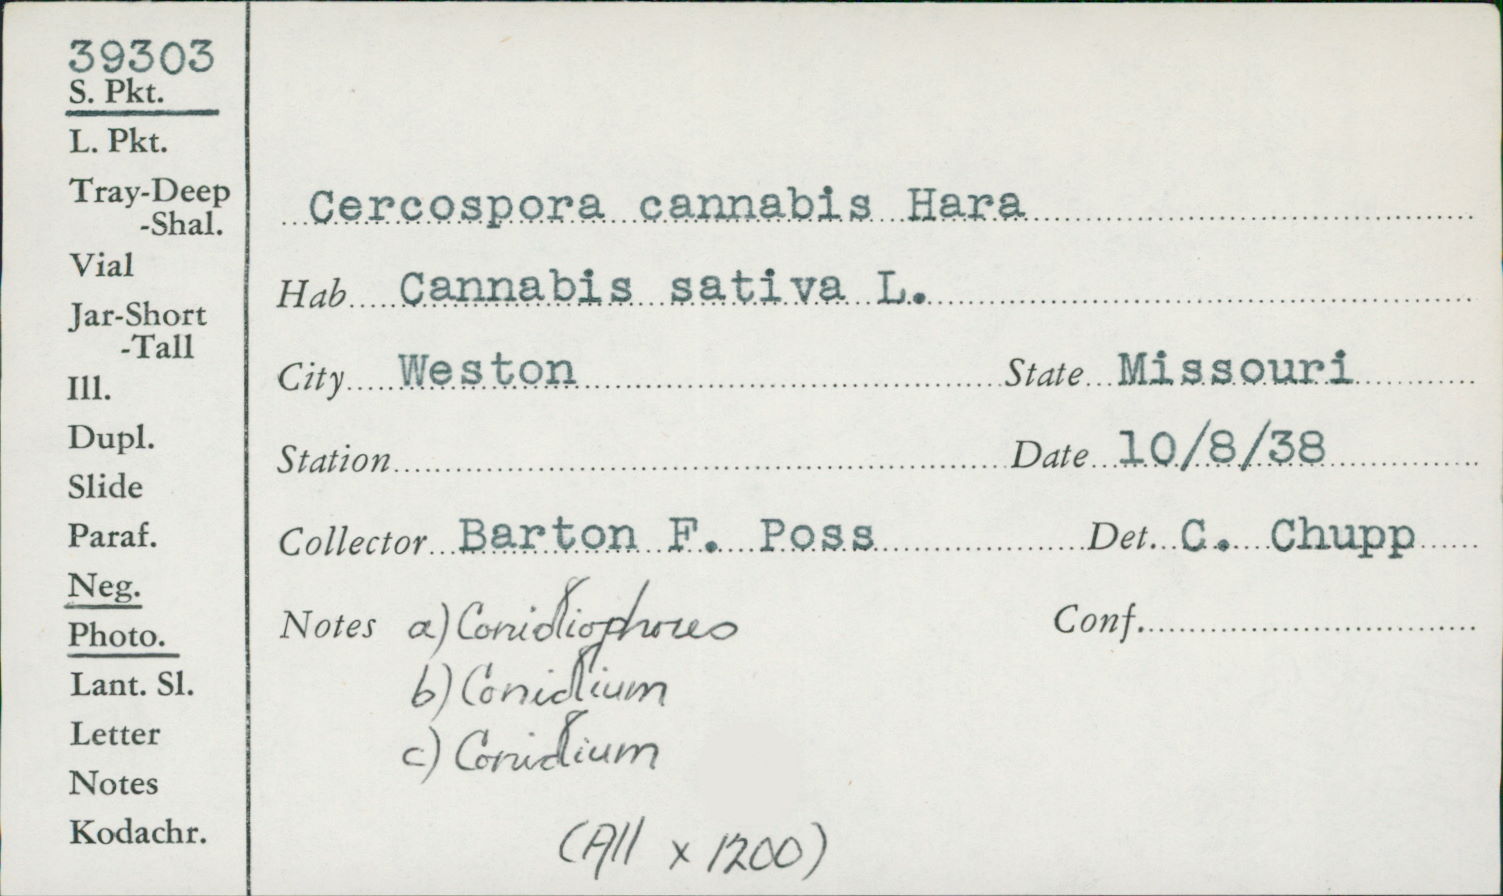 39303
S. Pkt.
L. Pkt.
Tray-Deep
-Shal.
Vial
Jar-Short
-Tall
Ill.
Dupl.
Slide
Paraf.
Neg.
Photo.
Lant. Sl.
Letter
Notes
Kodachr.
Cercospora cannabis Hara
Hab Cannabis sativa L.
City Weston State Missouri
Station Date 10/8/38
Collector Barton F. Poss Det. C. Chupp
Notes a) Conidiophores Conf.
b) Conidium
c) Conidium
(All x 1200)